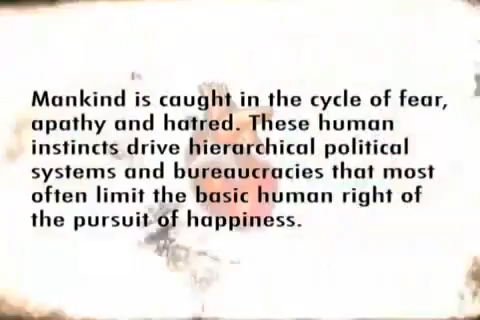 Mankind is caught in the cycle of fear,
apathy and hatred. These human
instincts drive hierarchical political
systems and bureaucracies that most
often limit the basic human right of
the pursuit of happiness.